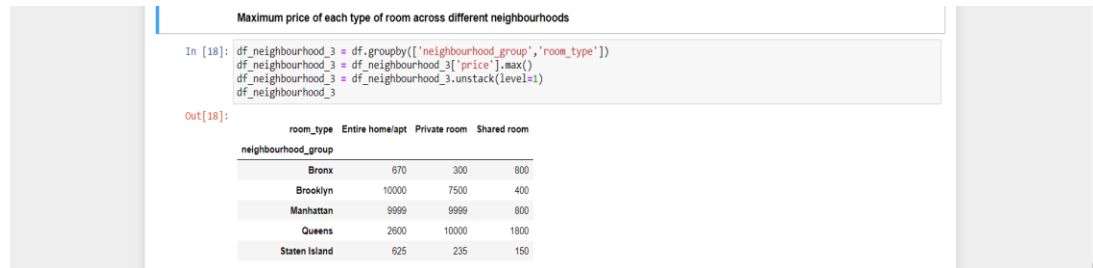 Maximum price of each type of room across different neighbourhoods
In [18]: df_neighbourhood_3 = df.groupby(['neighbourhood_group','room_type'])
df_neighbourhood_3 = df_neighbourhood_3['price'].max()
df_neighbourhood_3 = df_neighbourhood_3.unstack(level=1)
df_neighbourhood_3
Out[18]:
room_type Entire home/apt Private room Shared room
neighbourhood_group
Bronx 670 300 800
Brooklyn 10000 7500 400
Manhattan 9999 9999 800
Queens 2600 10000 1800
Staten Island 625 235 150